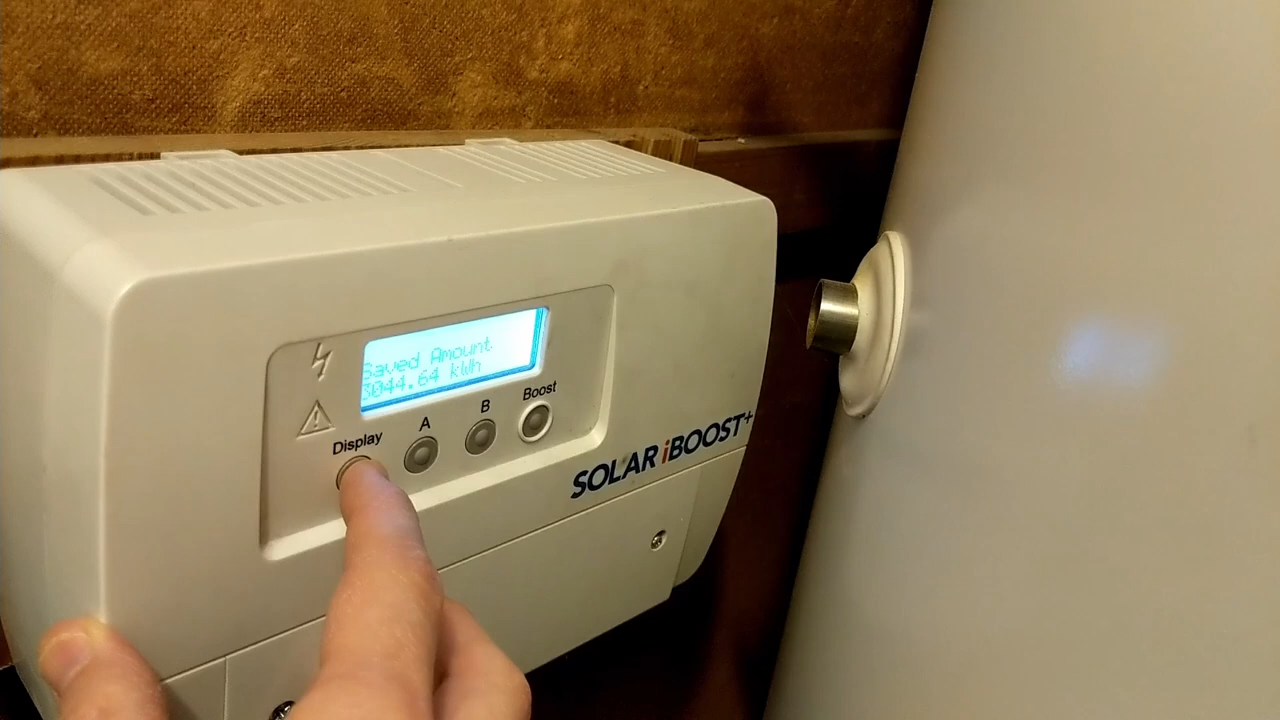 Saved Amount
3044.64 kWh
Display
A
B
Boost
SOLAR iBOOST+